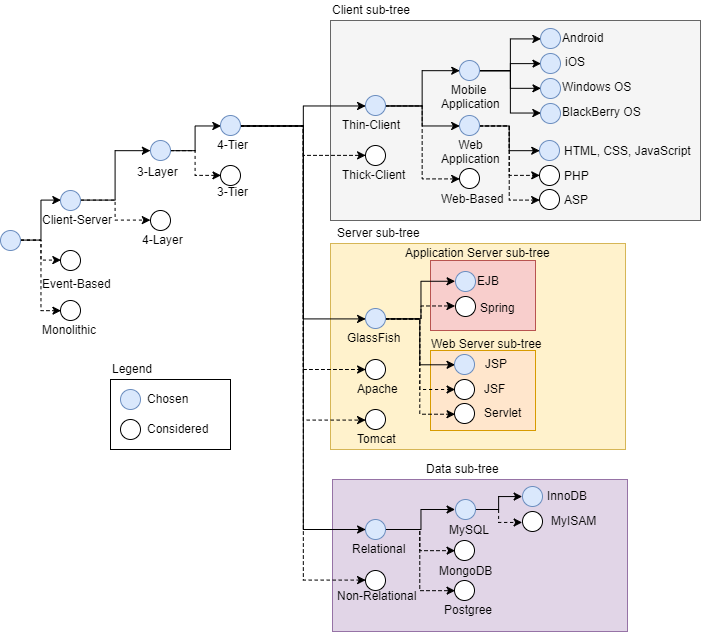 Client sub-tree
Android
iOS
Windows OS
BlackBerry OS
Mobile
Application
Thin-Client
Web
Application
HTML, CSS, JavaScript
PHP
ASP
Thick-Client
Web-Based
4-Tier
3-Tier
3-Layer
4-Layer
Client-Server
Event-Based
Monolithic
Server sub-tree
Application Server sub-tree
EJB
Spring
GlassFish
Web Server sub-tree
JSP
JSF
Servlet
Apache
Tomcat
Legend
Chosen
Considered
Data sub-tree
InnoDB
MyISAM
MySQL
Relational
MongoDB
Non-Relational
Postgree